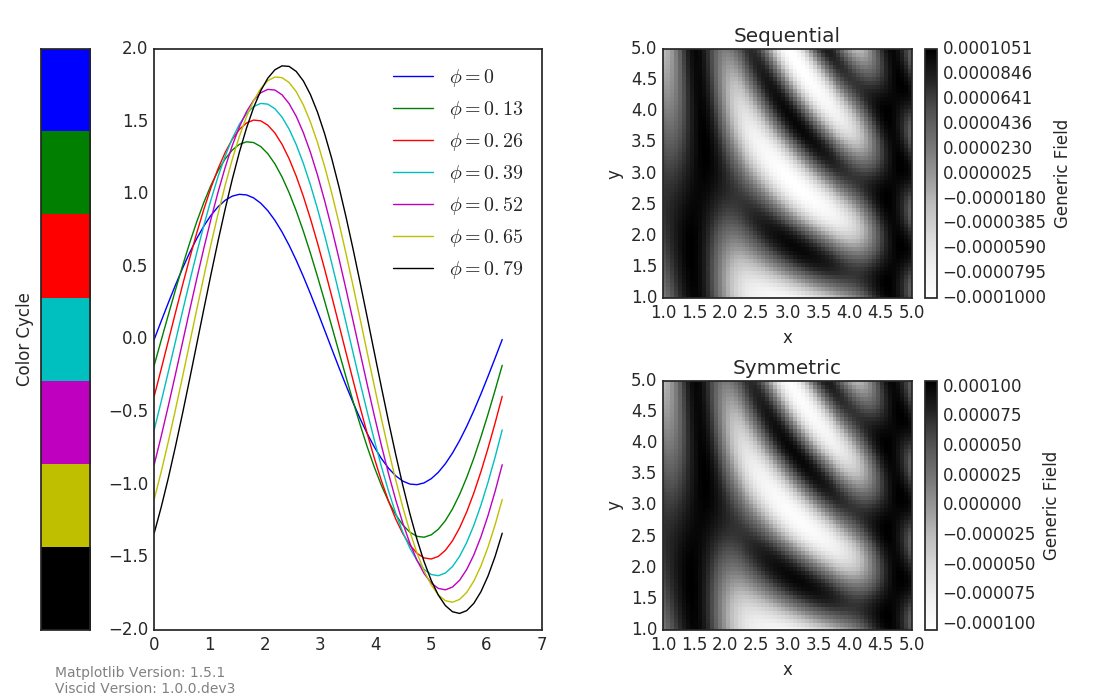 Color Cycle
2.0
1.5
1.0
0.5
0.0
−0.5
−1.0
−1.5
−2.0
0 1 2 3 4 5 6 7
ϕ = 0
ϕ = 0.13
ϕ = 0.26
ϕ = 0.39
ϕ = 0.52
ϕ = 0.65
ϕ = 0.79
Matplotlib Version: 1.5.1
Viscid Version: 1.0.0.dev3
Sequential
y
5.0
4.5
4.0
3.5
3.0
2.5
2.0
1.5
1.0
1.0 1.5 2.0 2.5 3.0 3.5 4.0 4.5 5.0
x
0.0001051
0.0000846
0.0000641
0.0000436
0.0000230
0.0000025
−0.0000180
−0.0000385
−0.0000590
−0.0000795
−0.0001000
Generic Field
Symmetric
y
5.0
4.5
4.0
3.5
3.0
2.5
2.0
1.5
1.0
1.0 1.5 2.0 2.5 3.0 3.5 4.0 4.5 5.0
x
0.000100
0.000075
0.000050
0.000025
0.000000
−0.000025
−0.000050
−0.000075
−0.000100
Generic Field